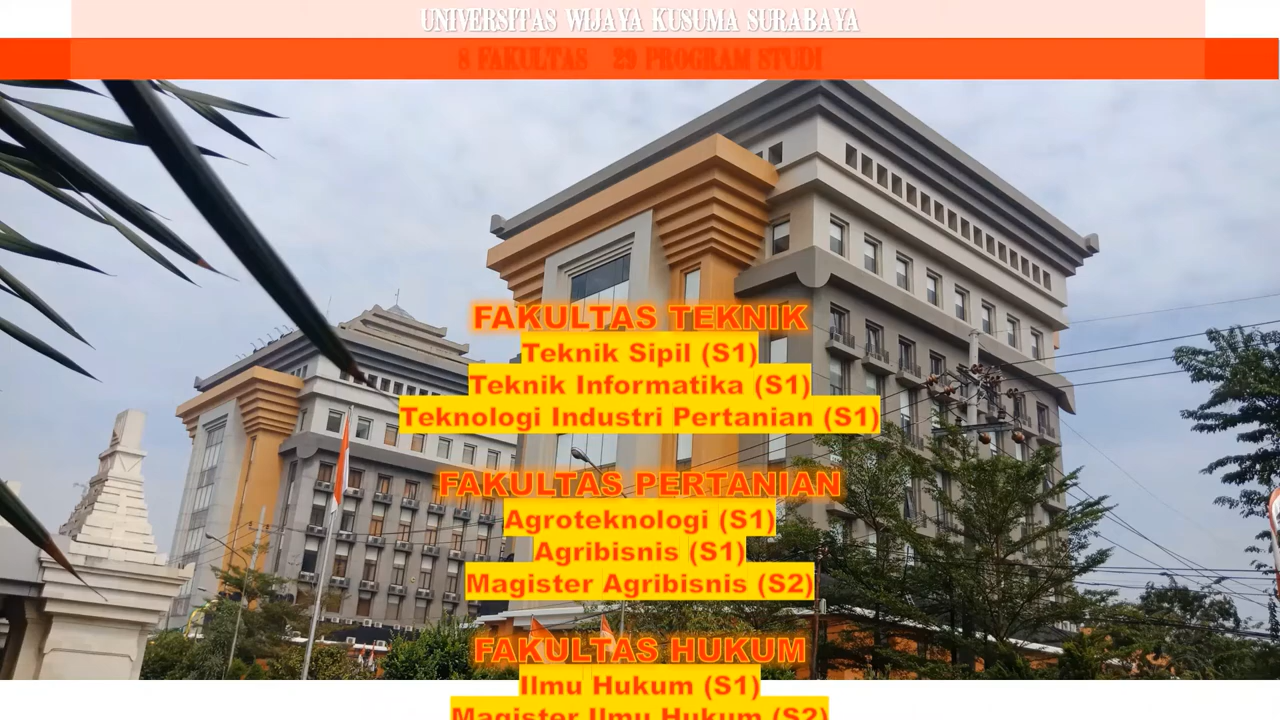 UNIVERSITAS WIJAYA KUSUMA SURABAYA
8 FAKULTAS 29 PROGRAM STUDI
FAKULTAS TEKNIK
Teknik Sipil (S1)
Teknik Informatika (S1)
Teknologi Industri Pertanian (S1)
FAKULTAS PERTANIAN
Agroteknologi (S1)
Agribisnis (S1)
Magister Agribisnis (S2)
FAKULTAS HUKUM
Ilmu Hukum (S1)
Magister Ilmu Hukum (S2)